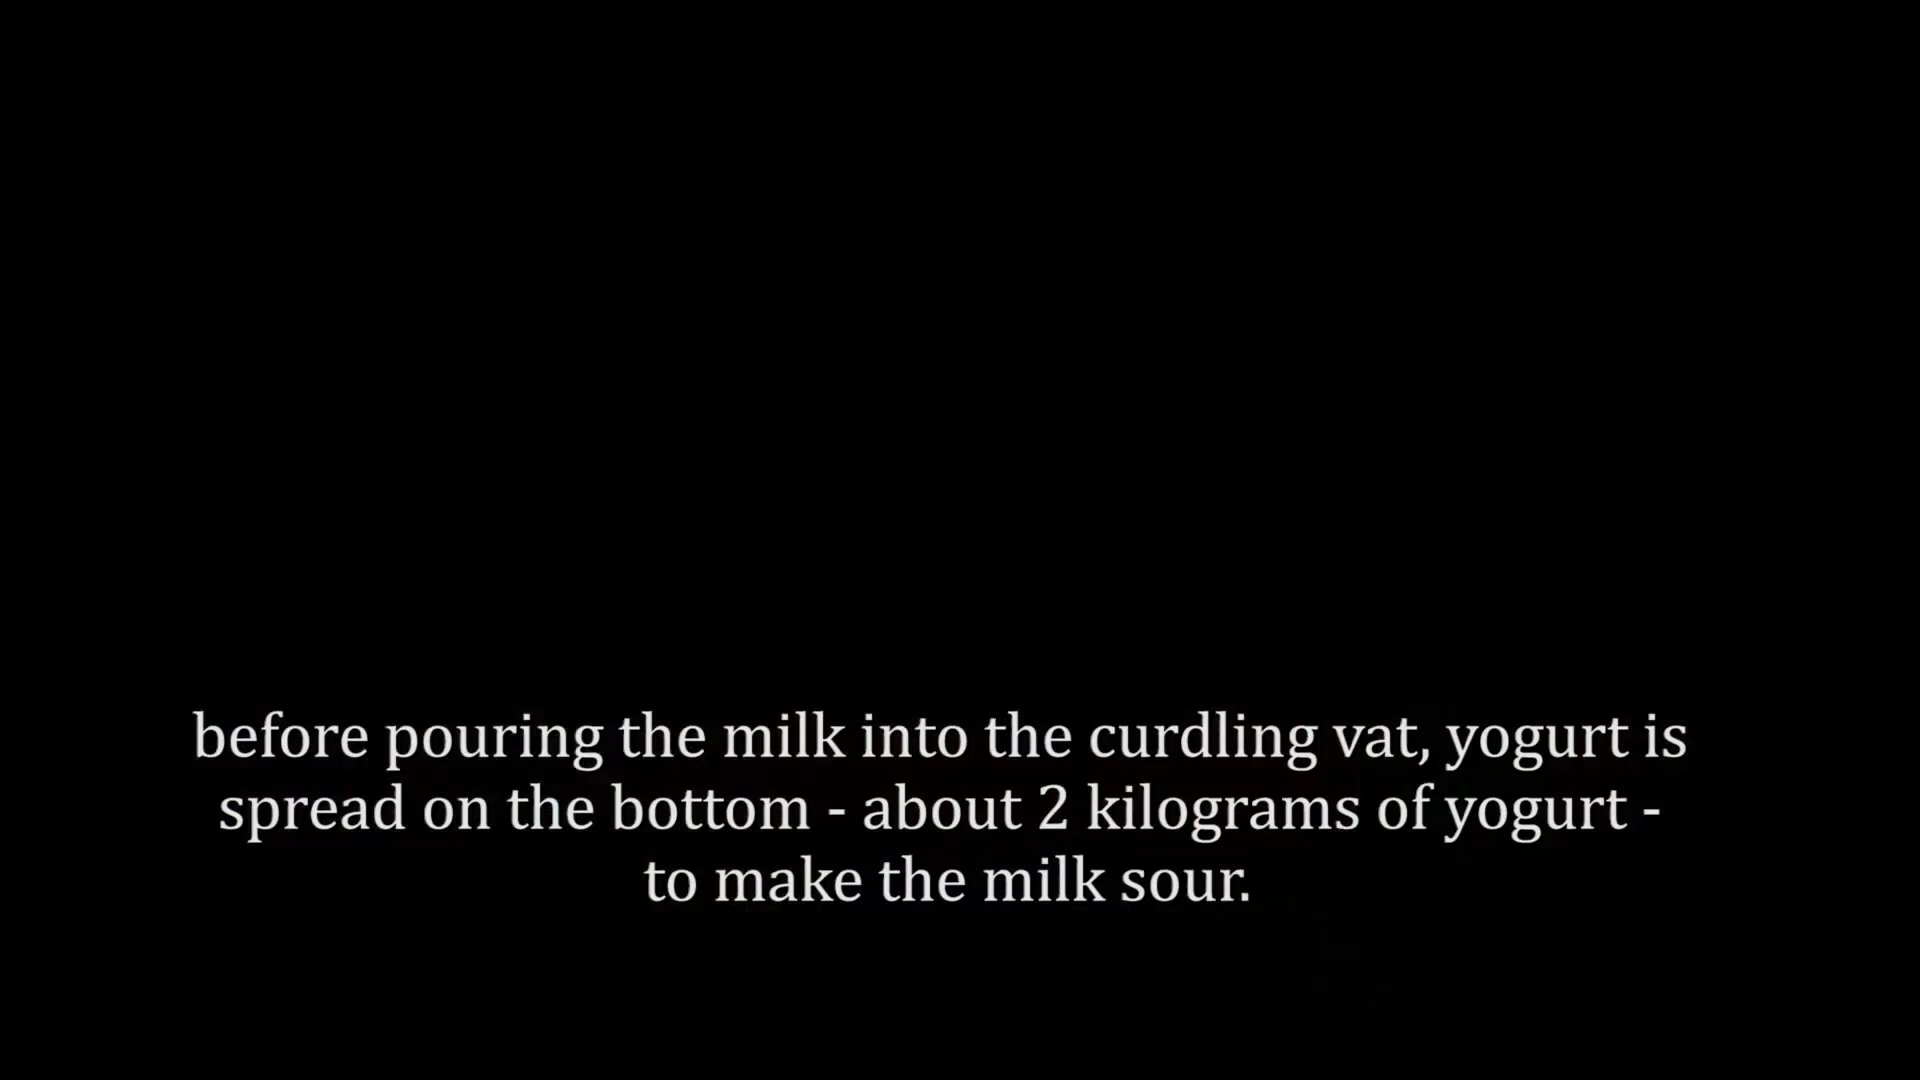 before pouring the milk into the curdling vat, yogurt is
spread on the bottom - about 2 kilograms of yogurt -
to make the milk sour.